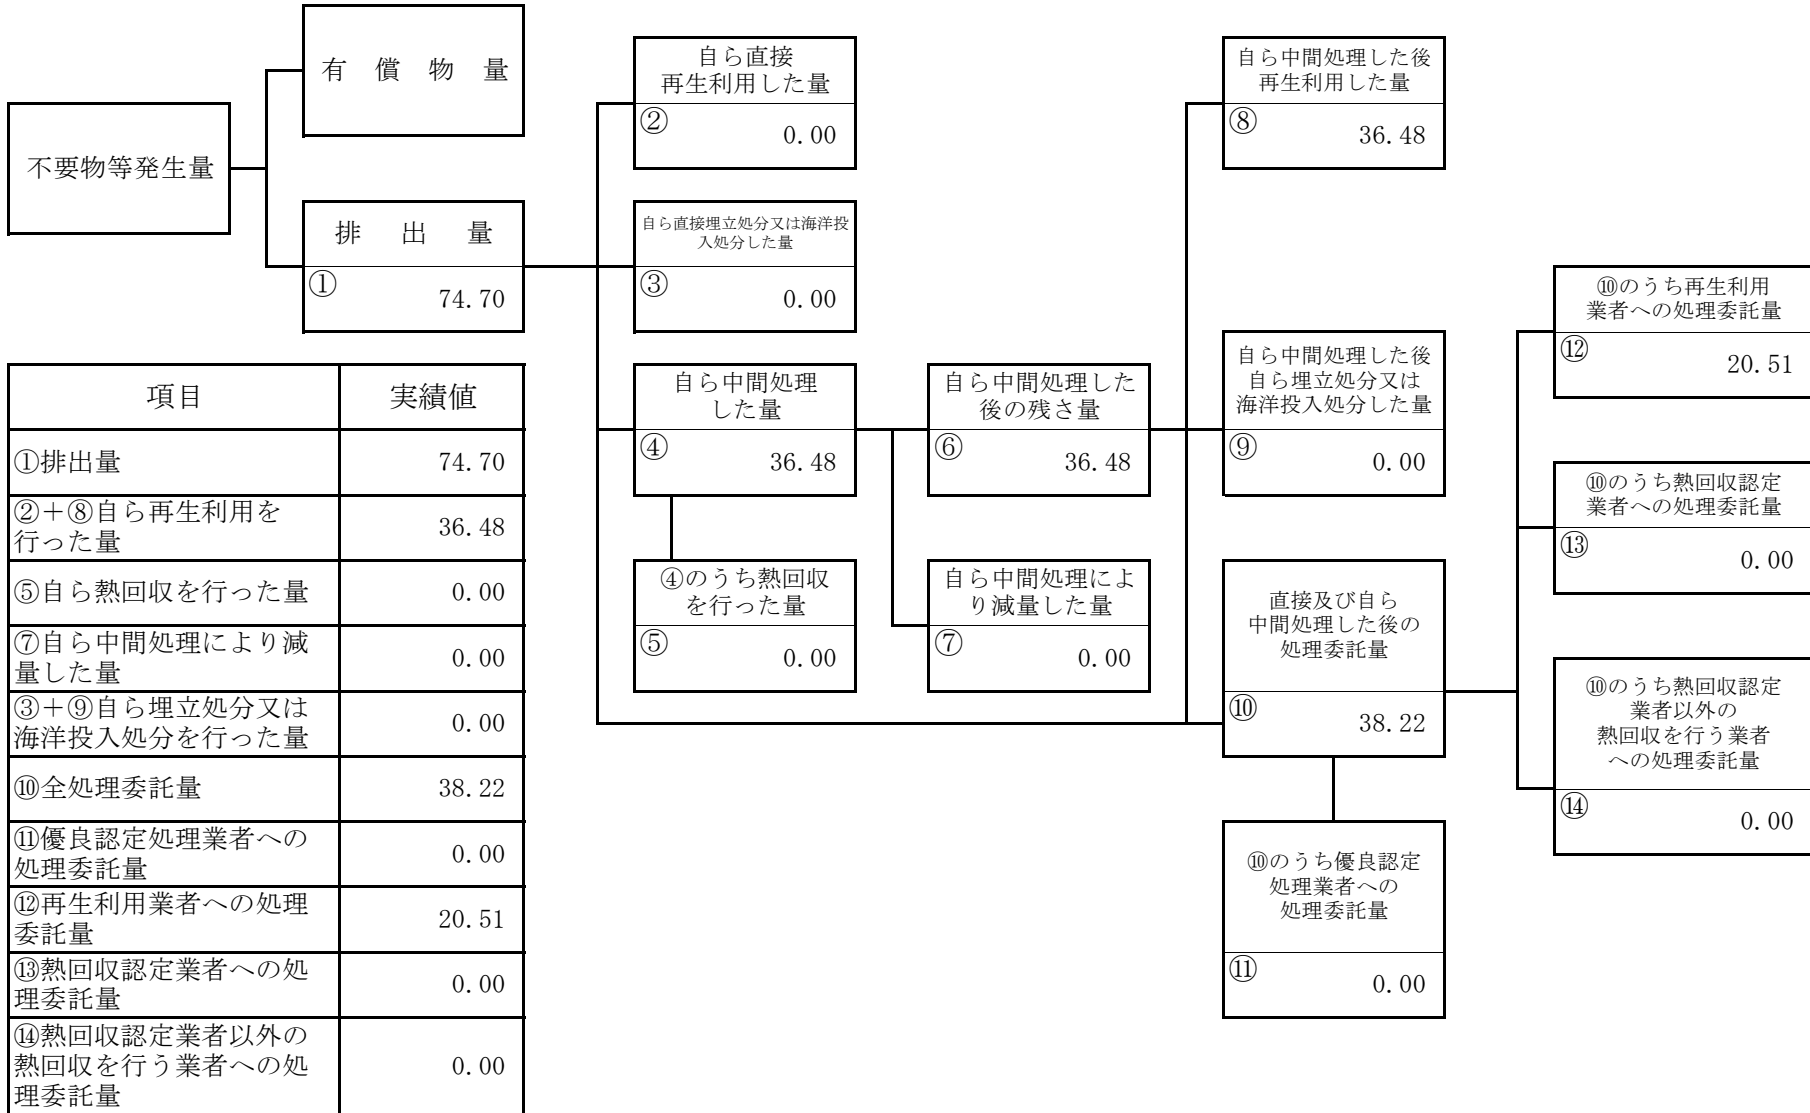 有　償　物　量
不要物等発生量
排　出　量
①
74.70
自ら直接
再生利用した量
②
0.00
自ら直接埋立処分又は海洋投
入処分した量
③
0.00
自ら中間処理
した量
④
36.48
④のうち熱回収
を行った量
⑤
0.00
自ら中間処理した
後の残さ量
⑥
36.48
自ら中間処理によ
り減量した量
⑦
0.00
自ら中間処理した後
再生利用した量
⑧
36.48
自ら中間処理した後
自ら埋立処分又は
海洋投入処分した量
⑨
0.00
直接及び自ら
中間処理した後の
処理委託量
⑩
38.22
⑩のうち優良認定
処理業者への
処理委託量
⑪
0.00
⑩のうち再生利用
業者への処理委託量
⑫
20.51
⑩のうち熱回収認定
業者への処理委託量
⑬
0.00
⑩のうち熱回収認定
業者以外の
熱回収を行う業者
への処理委託量
⑭
0.00
項目 実績値
①排出量 74.70
②＋⑧自ら再生利用を
行った量 36.48
⑤自ら熱回収を行った量 0.00
⑦自ら中間処理により減
量した量 0.00
③＋⑨自ら埋立処分又は
海洋投入処分を行った量 0.00
⑩全処理委託量 38.22
⑪優良認定処理業者への
処理委託量 0.00
⑫再生利用業者への処理
委託量 20.51
⑬熱回収認定業者への処
理委託量 0.00
⑭熱回収認定業者以外の
熱回収を行う業者への処
理委託量 0.00